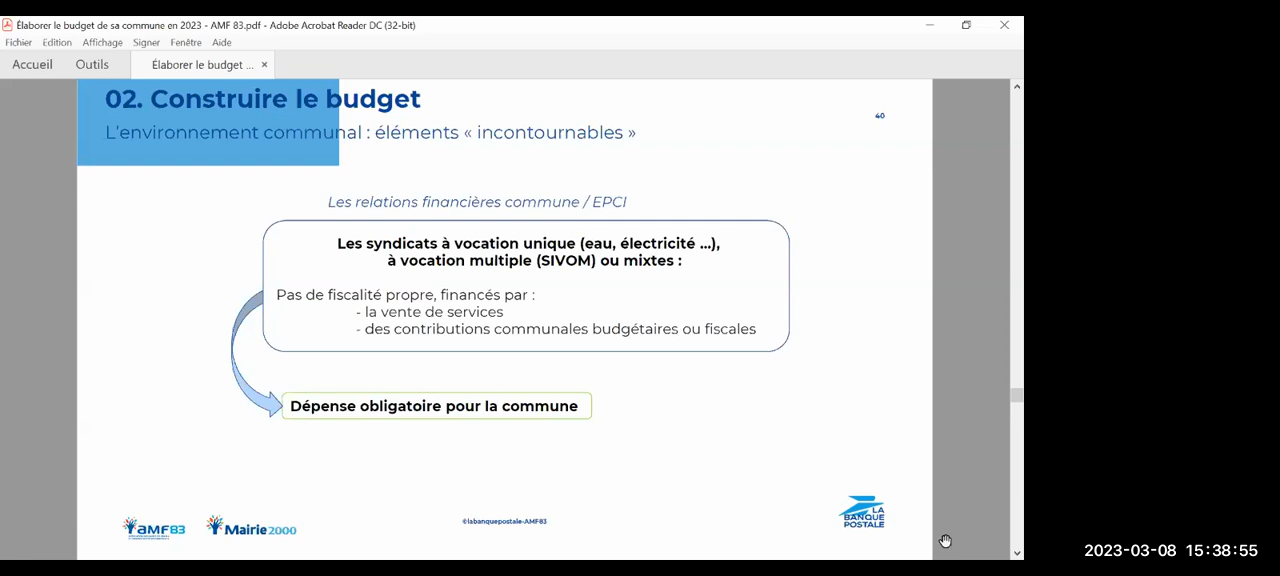 Élaborer le budget de sa commune en 2023 - AMF 83.pdf - Adobe Acrobat Reader DC (32-bit)
Fichier Edition Affichage Signer Fenêtre Aide
Accueil Outils Élaborer le budget ... ×
02. Construire le budget
40
L'environnement communal : éléments « incontournables »
Les relations financières commune / EPCI
Les syndicats à vocation unique (eau, électricité ...),
à vocation multiple (SIVOM) ou mixtes :
Pas de fiscalité propre, financés par :
- la vente de services
- des contributions communales budgétaires ou fiscales
Dépense obligatoire pour la commune
AMF83
Mairie2000
©labanquepostale-AMF83
LA
BANQUE
POSTALE
2023-03-08 15:38:55